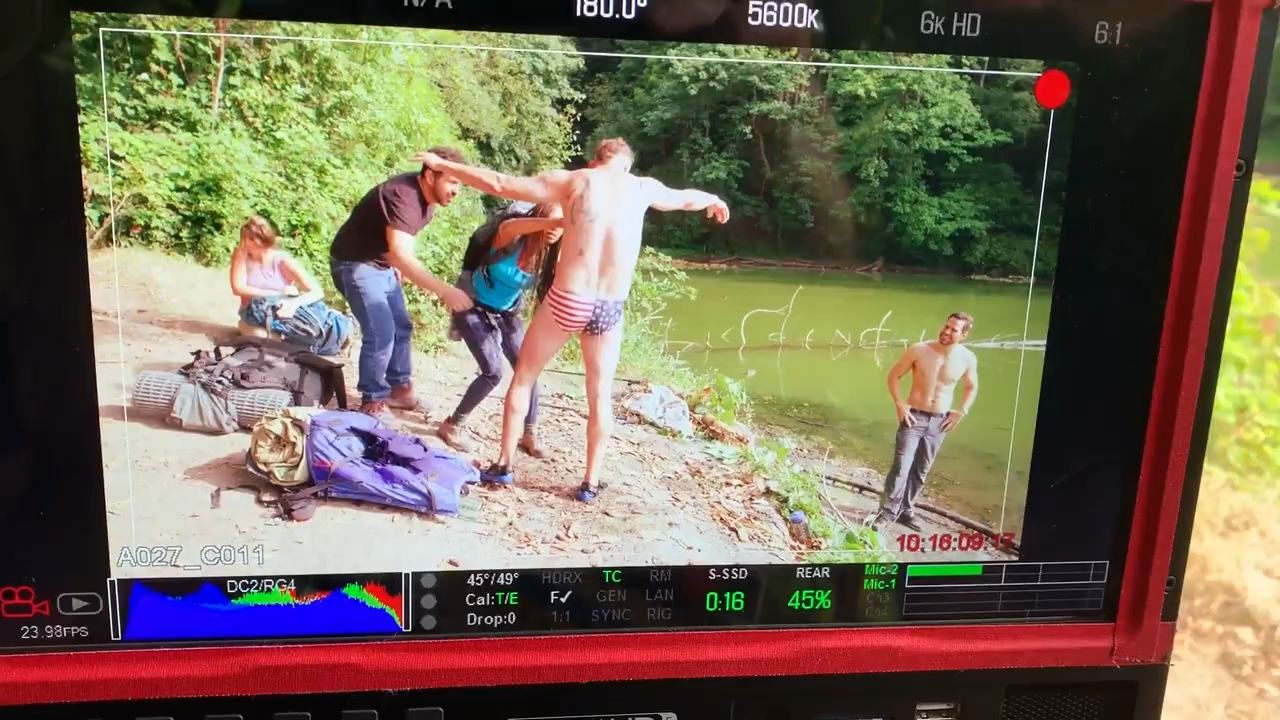 N/A 180.0° 5600K 6K HD 6:1
A027_C011
10:16:09:17
23.98FPS
DC2/RG4
45°/49° HDRX TC RM S-SSD REAR Mic-2
Cal:T/E F✓ GEN LAN 0:16 45% Mic-1
Ch3
Drop:0 1:1 SYNC RIG Ch4